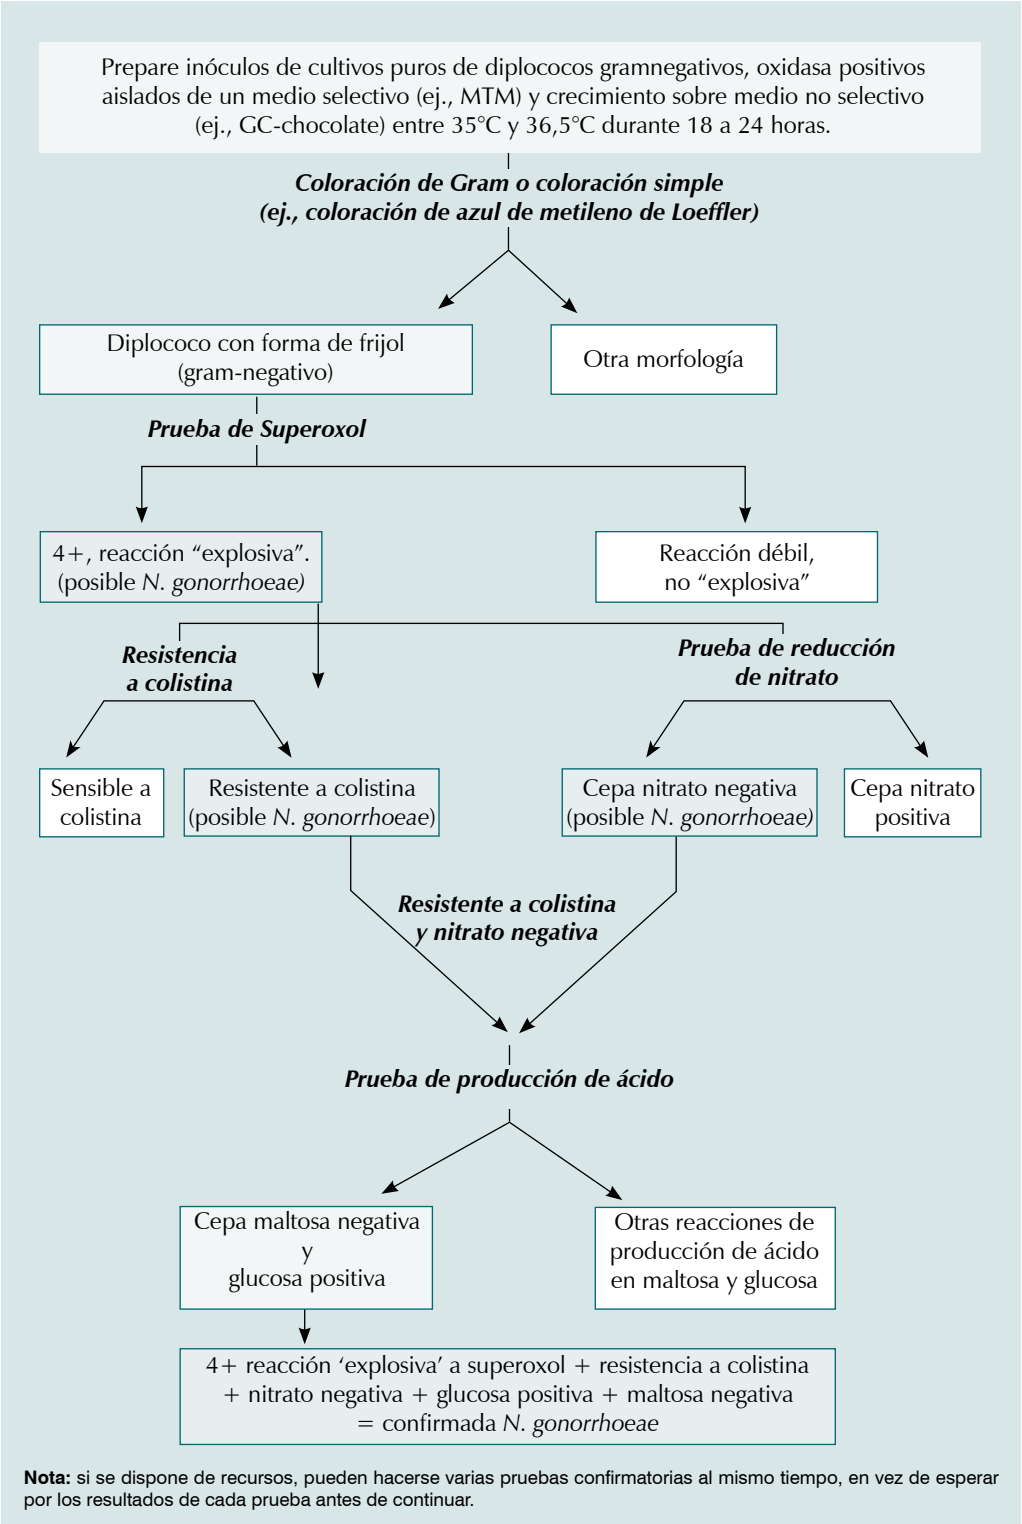 Prepare inóculos de cultivos puros de diplococos gramnegativos, oxidasa positivos
aislados de un medio selectivo (ej., MTM) y crecimiento sobre medio no selectivo
(ej., GC-chocolate) entre 35°C y 36,5°C durante 18 a 24 horas.
Coloración de Gram o coloración simple
(ej., coloración de azul de metileno de Loeffler)
Diplococo con forma de frijol
(gram-negativo)
Otra morfología
Prueba de Superoxol
4+, reacción “explosiva”.
(posible N. gonorrhoeae)
Reacción débil,
no “explosiva”
Resistencia
a colistina
Prueba de reducción
de nitrato
Sensible a
colistina
Resistente a colistina
(posible N. gonorrhoeae)
Cepa nitrato negativa
(posible N. gonorrhoeae)
Cepa nitrato
positiva
Resistente a colistina
y nitrato negativa
Prueba de producción de ácido
Cepa maltosa negativa
y
glucosa positiva
Otras reacciones de
producción de ácido
en maltosa y glucosa
4+ reacción ‘explosiva’ a superoxol + resistencia a colistina
+ nitrato negativa + glucosa positiva + maltosa negativa
= confirmada N. gonorrhoeae
Nota: si se dispone de recursos, pueden hacerse varias pruebas confirmatorias al mismo tiempo, en vez de esperar
por los resultados de cada prueba antes de continuar.